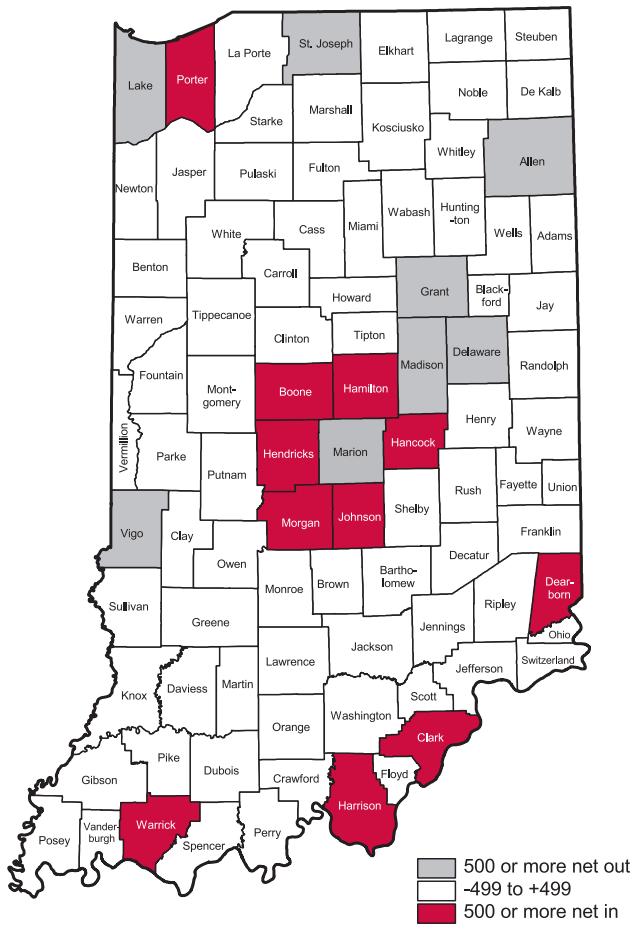 Lake
Porter
La Porte
St. Joseph
Elkhart
Lagrange
Steuben
Noble
De Kalb
Starke
Marshall
Kosciusko
Whitley
Allen
Newton
Jasper
Pulaski
Fulton
Wabash
Hunting
-ton
Miami
White
Cass
Wells
Adams
Benton
Carroll
Grant
Black-
ford
Jay
Howard
Tippecanoe
Warren
Clinton
Tipton
Madison
Delaware
Randolph
Fountain
Mont-
gomery
Boone
Hamilton
Vermillion
Parke
Putnam
Hendricks
Marion
Hancock
Henry
Wayne
Rush
Fayette
Union
Vigo
Clay
Owen
Morgan
Johnson
Shelby
Franklin
Decatur
Sullivan
Greene
Monroe
Brown
Bartho-
lomew
Dear-
born
Ripley
Jennings
Ohio
Switzerland
Jefferson
Knox
Daviess
Martin
Lawrence
Jackson
Scott
Washington
Orange
Clark
Pike
Dubois
Gibson
Crawford
Floyd
Harrison
Posey
Vander-
burgh
Warrick
Spencer
Perry
500 or more net out
-499 to +499
500 or more net in